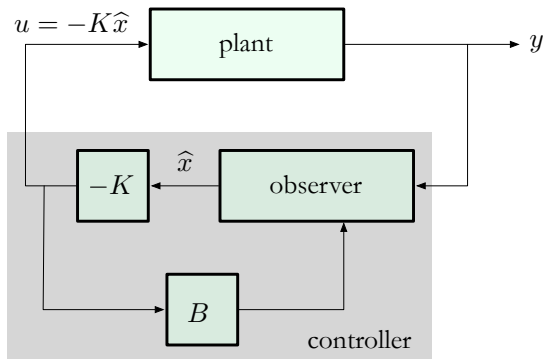 u = −Kx̂
plant
y
−K
x̂
observer
B
controller